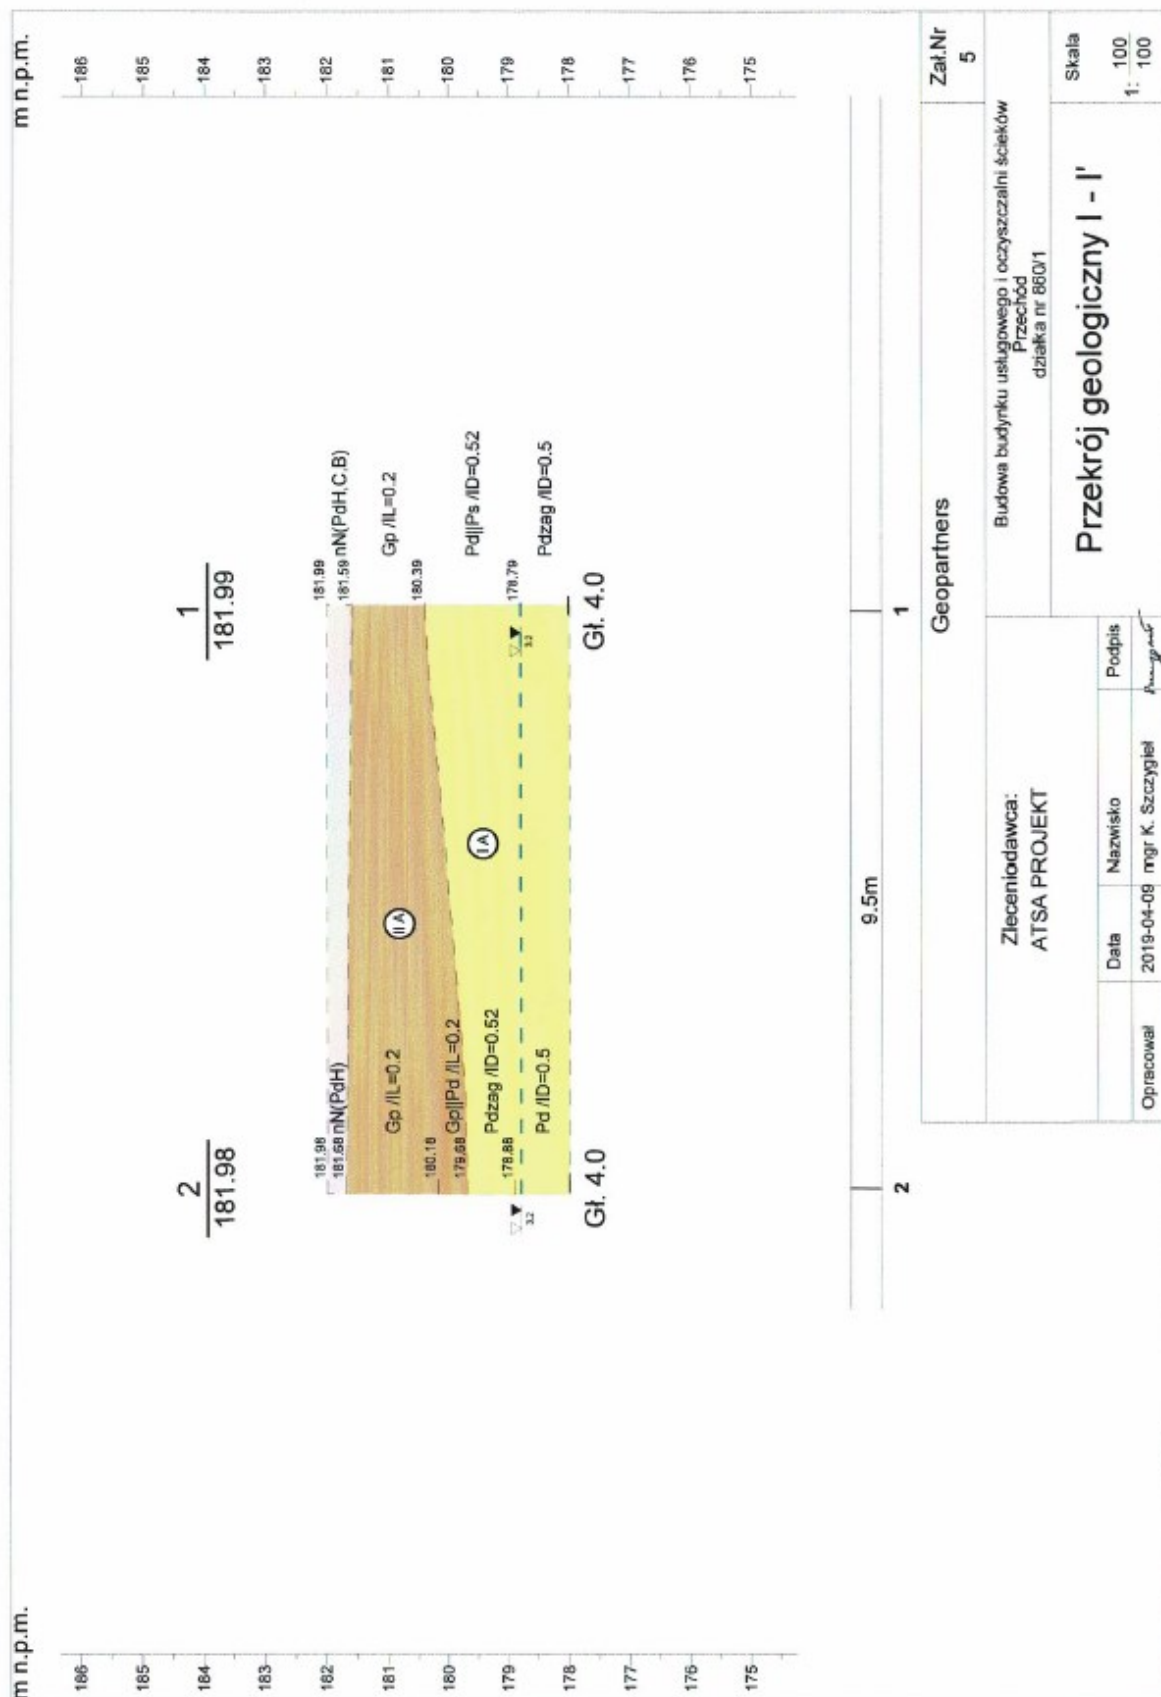 m n.p.m.
186
185
184
183
182
181
180
179
178
177
176
175
m n.p.m.
186
185
184
183
182
181
180
179
178
177
176
175
2
181.98
1
181.99
181.98
181.68 nN(PdH)
Gp /IL=0.2
180.18
Gp||Pd /IL=0.2
179.68
Pdzag /ID=0.52
178.88
Pd /ID=0.5
3.2
Gł. 4.0
II A
I A
181.99
181.59 nN(PdH,C,B)
Gp /IL=0.2
180.39
Pd||Ps /ID=0.52
178.79
Pdzag /ID=0.5
3.2
Gł. 4.0
9.5m
2
1
Geopartners
Zał.Nr
5
Zleceniodawca:
ATSA PROJEKT
Budowa budynku usługowego i oczyszczalni ścieków
Przechód
działka nr 860/1
Data
Nazwisko
Podpis
Opracował
2019-04-09
mgr K. Szczygieł
Przekrój geologiczny I - I'
Skala
1: 100
100